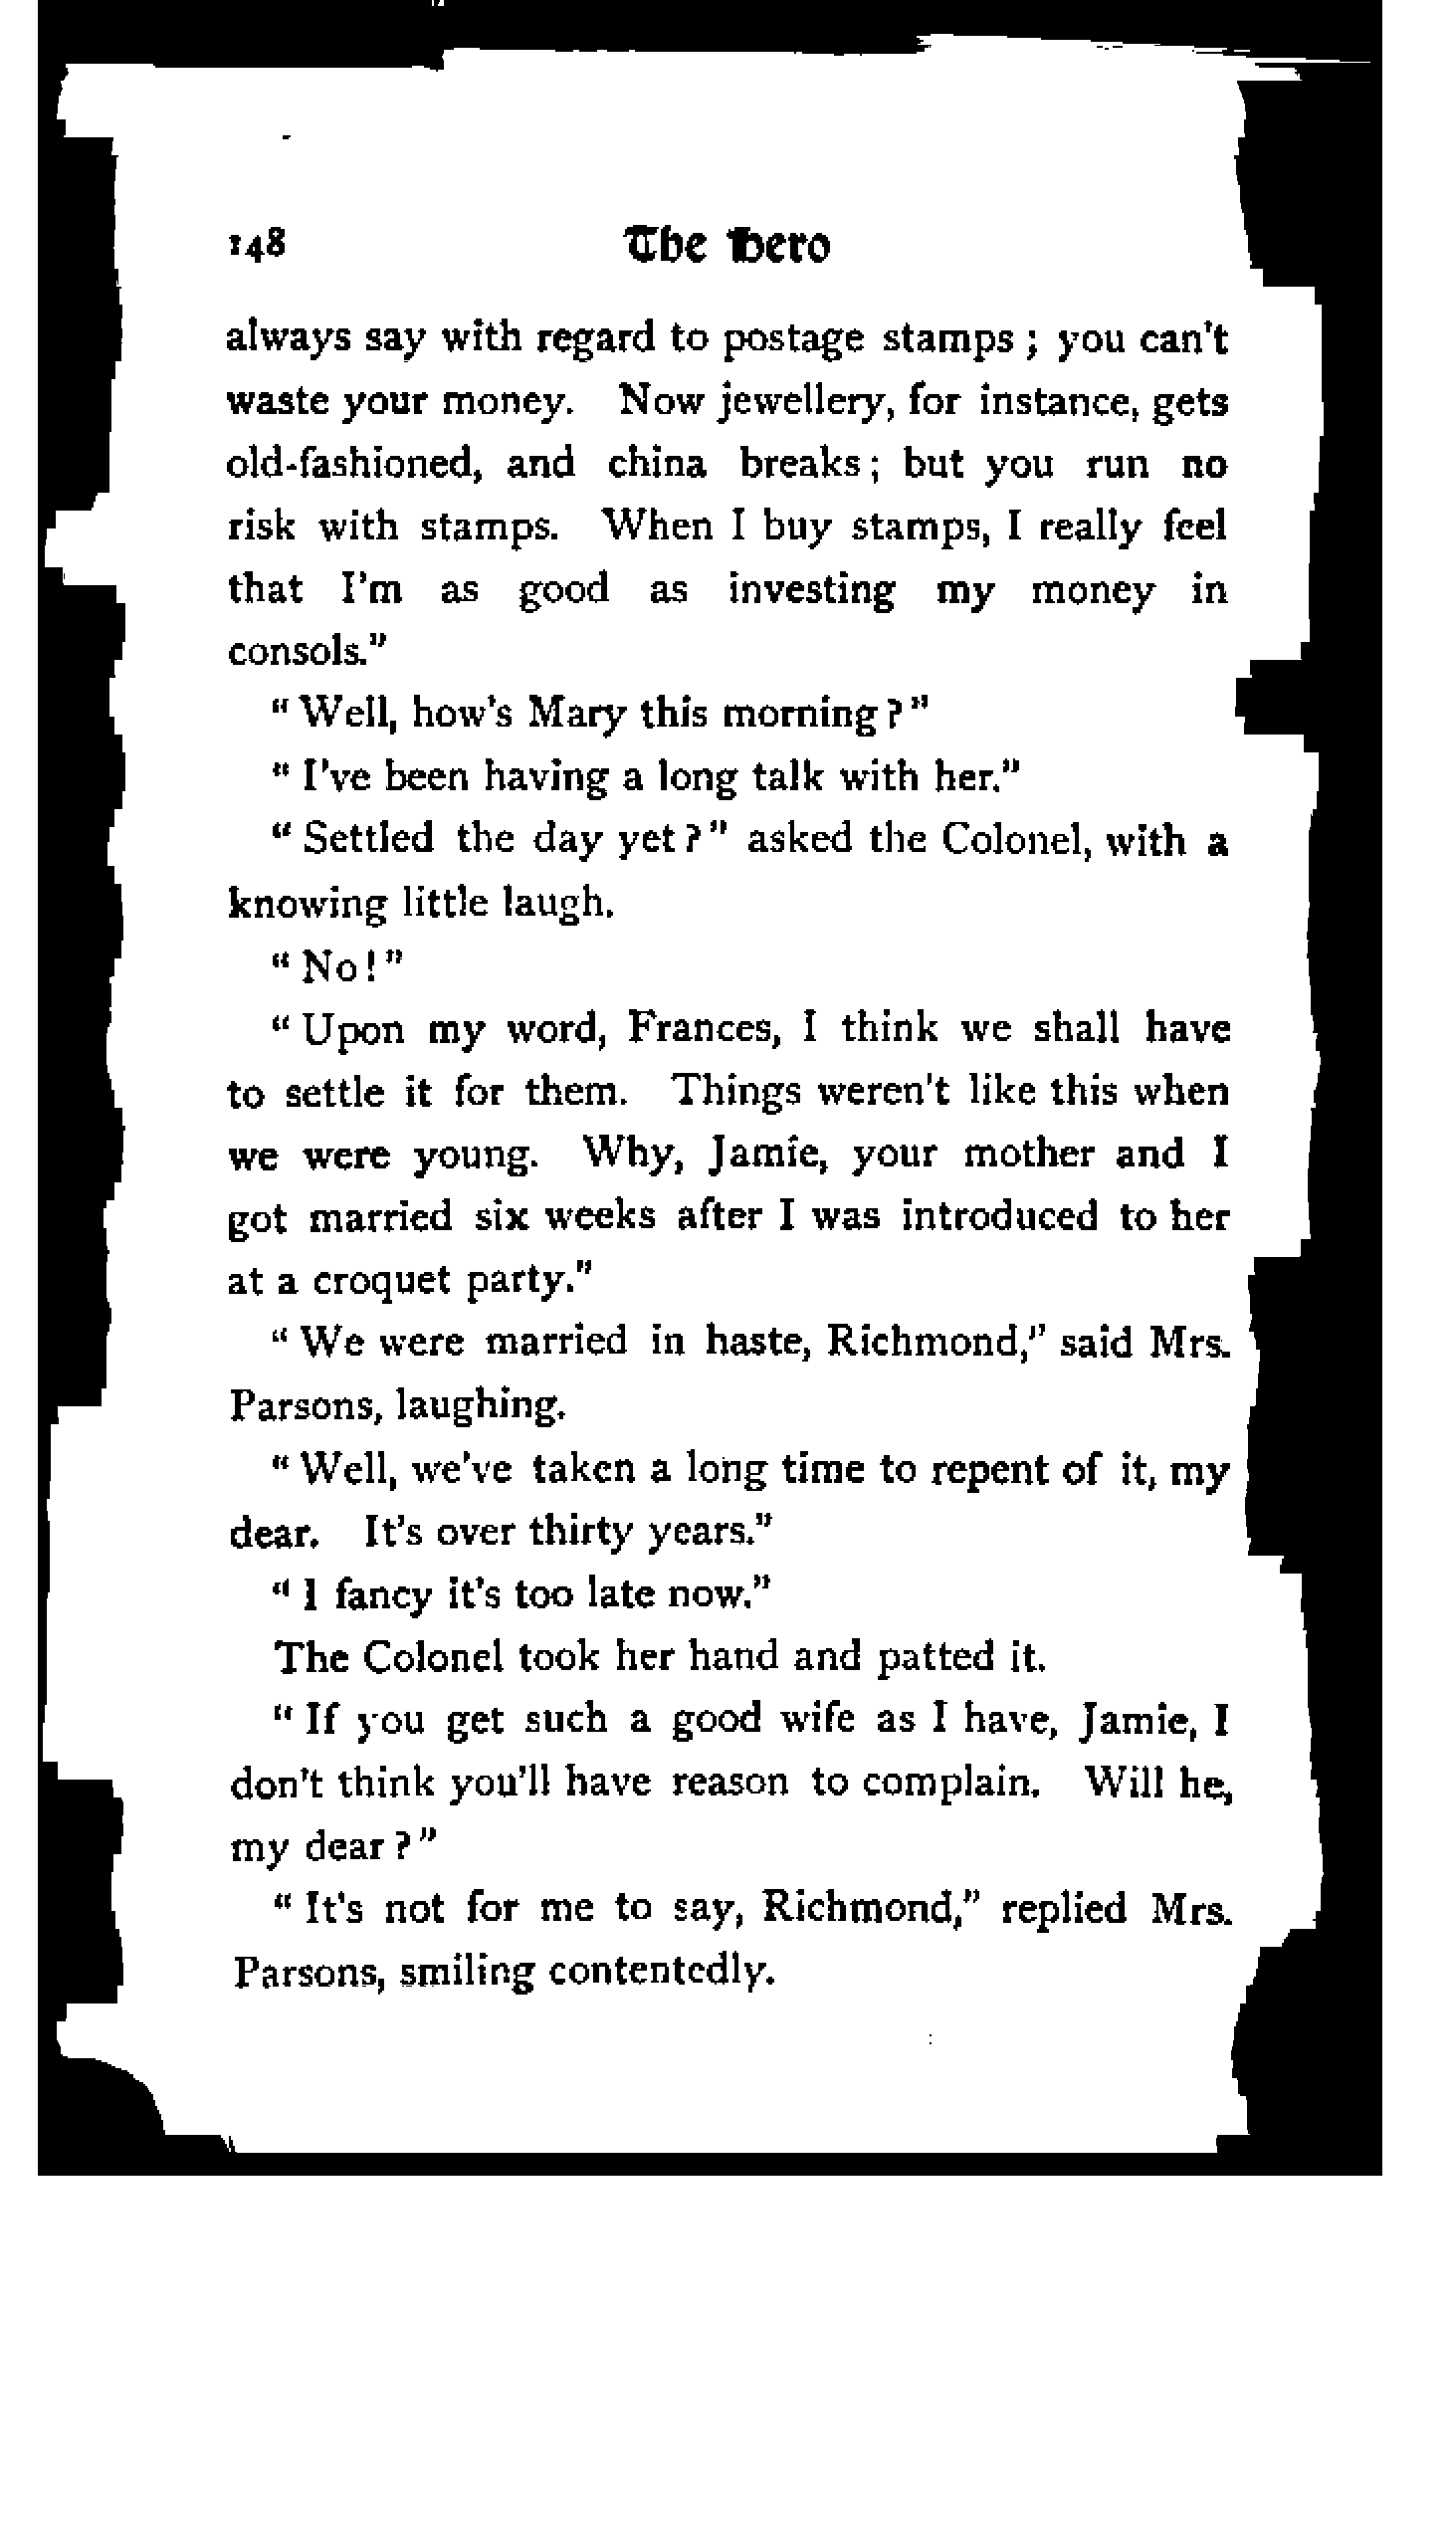 148 The Hero
always say with regard to postage stamps ; you can't
waste your money. Now jewellery, for instance, gets
old-fashioned, and china breaks ; but you run no
risk with stamps. When I buy stamps, I really feel
that I'm as good as investing my money in
consols."
" Well, how's Mary this morning ? "
" I've been having a long talk with her."
" Settled the day yet ? " asked the Colonel, with a
knowing little laugh.
" No ! "
" Upon my word, Frances, I think we shall have
to settle it for them. Things weren't like this when
we were young. Why, Jamie, your mother and I
got married six weeks after I was introduced to her
at a croquet party."
" We were married in haste, Richmond," said Mrs.
Parsons, laughing.
" Well, we've taken a long time to repent of it, my
dear. It's over thirty years."
" I fancy it's too late now."
The Colonel took her hand and patted it.
" If you get such a good wife as I have, Jamie, I
don't think you'll have reason to complain. Will he,
my dear ? "
" It's not for me to say, Richmond," replied Mrs.
Parsons, smiling contentedly.